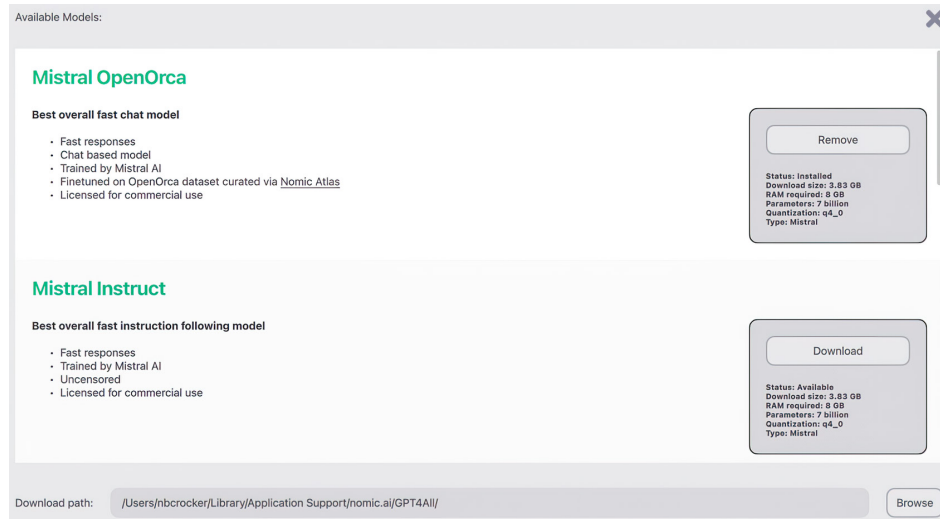 Available Models:
Mistral OpenOrca
Best overall fast chat model
• Fast responses
• Chat based model
• Trained by Mistral AI
• Finetuned on OpenOrca dataset curated via Nomic Atlas
• Licensed for commercial use
Remove
Status: Installed
Download size: 3.83 GB
RAM required: 8 GB
Parameters: 7 billion
Quantization: q4_0
Type: Mistral
Mistral Instruct
Best overall fast instruction following model
• Fast responses
• Trained by Mistral AI
• Uncensored
• Licensed for commercial use
Download
Status: Available
Download size: 3.83 GB
RAM required: 8 GB
Parameters: 7 billion
Quantization: q4_0
Type: Mistral
Download path: /Users/nbcrocker/Library/Application Support/nomic.ai/GPT4All/ Browse